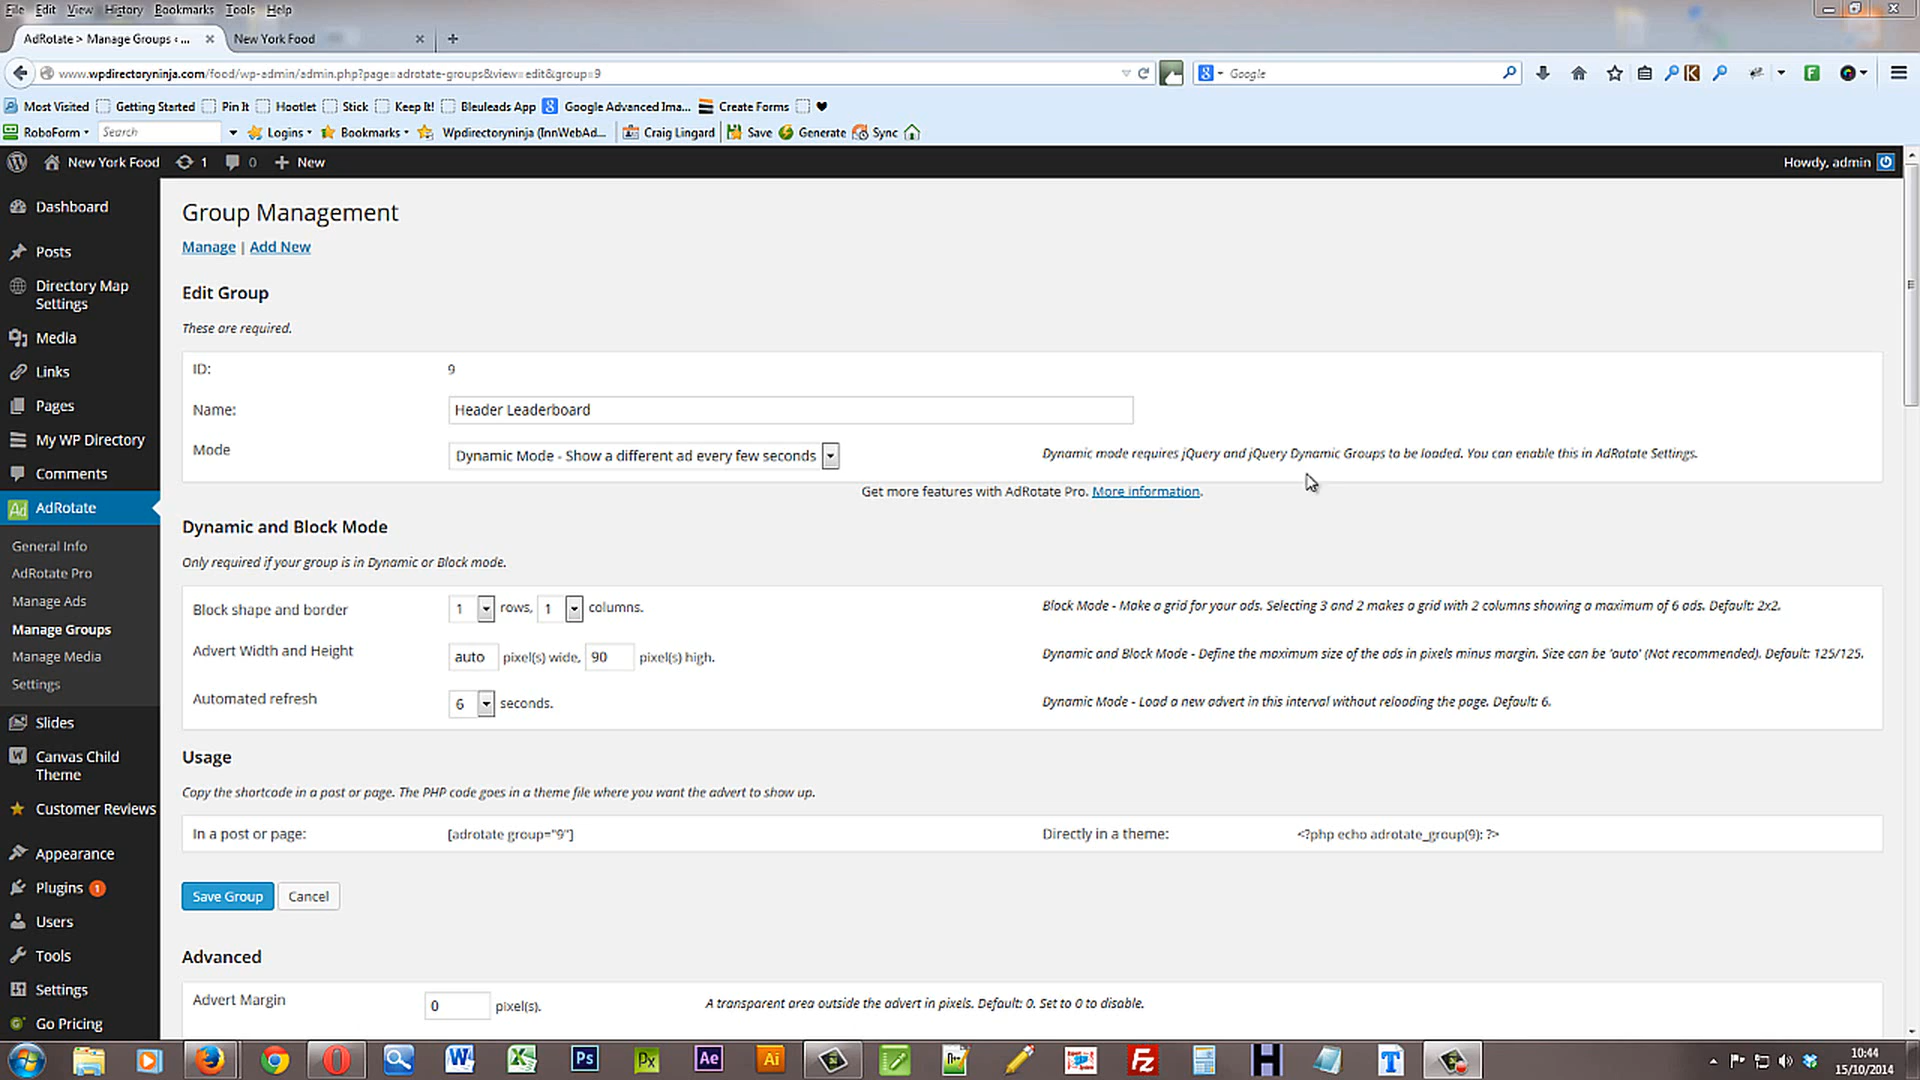 File Edit View History Bookmarks Tools Help
AdRotate > Manage Groups ‹ ... × New York Food × +
www.wpdirectoryninja.com/food/wp-admin/admin.php?page=adrotate-groups&view=edit&group=9 Google
Most Visited Getting Started Pin It Hootlet Stick Keep It! Bleuleads App Google Advanced Ima... Create Forms
RoboForm Search Logins Bookmarks Wpdirectoryninja (InnWebAd... Craig Lingard Save Generate Sync
New York Food 1 0 + New Howdy, admin
Dashboard
Posts
Directory Map
Settings
Media
Links
Pages
My WP Directory
Comments
Ad AdRotate
General Info
AdRotate Pro
Manage Ads
Manage Groups
Manage Media
Settings
Slides
Canvas Child
Theme
Customer Reviews
Appearance
Plugins 1
Users
Tools
Settings
Go Pricing
Group Management
Manage | Add New
Edit Group
These are required.
ID: 9
Name: Header Leaderboard
Mode Dynamic Mode - Show a different ad every few seconds Dynamic mode requires jQuery and jQuery Dynamic Groups to be loaded. You can enable this in AdRotate Settings.
Get more features with AdRotate Pro. More information.
Dynamic and Block Mode
Only required if your group is in Dynamic or Block mode.
Block shape and border 1 rows, 1 columns. Block Mode - Make a grid for your ads. Selecting 3 and 2 makes a grid with 2 columns showing a maximum of 6 ads. Default: 2x2.
Advert Width and Height auto pixel(s) wide, 90 pixel(s) high. Dynamic and Block Mode - Define the maximum size of the ads in pixels minus margin. Size can be 'auto' (Not recommended). Default: 125/125.
Automated refresh 6 seconds. Dynamic Mode - Load a new advert in this interval without reloading the page. Default: 6.
Usage
Copy the shortcode in a post or page. The PHP code goes in a theme file where you want the advert to show up.
In a post or page: [adrotate group="9"] Directly in a theme: <?php echo adrotate_group(9); ?>
Save Group Cancel
Advanced
Advert Margin 0 pixel(s). A transparent area outside the advert in pixels. Default: 0. Set to 0 to disable.
Ps Px Ae Ai
10:44
15/10/2014